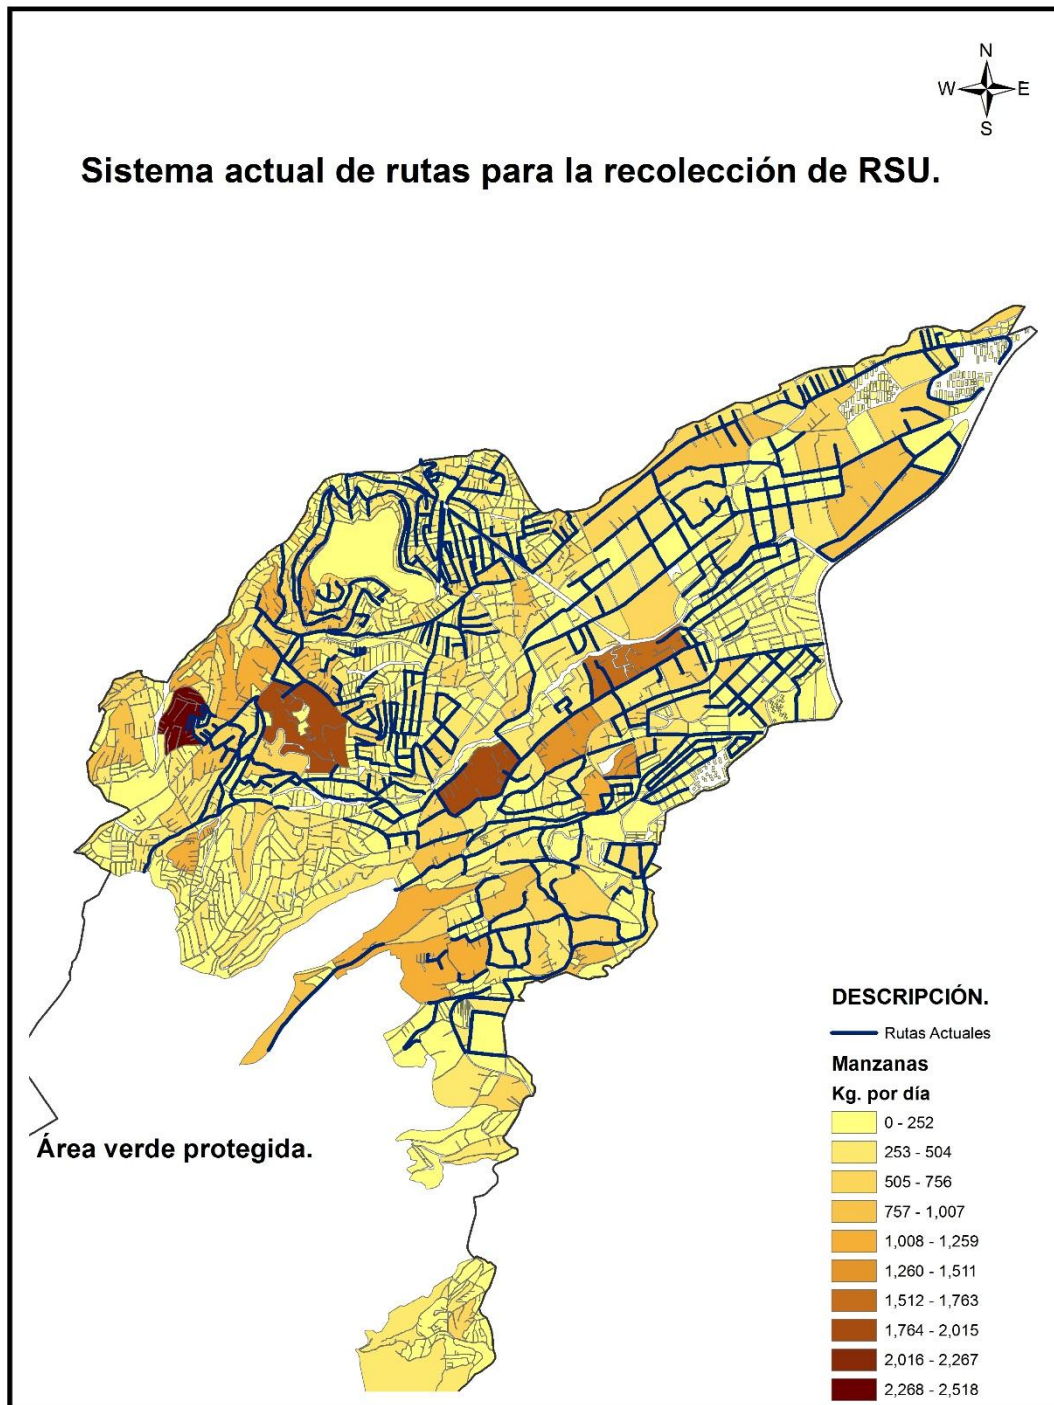 N
W E
S
Sistema actual de rutas para la recolección de RSU.
DESCRIPCIÓN.
Rutas Actuales
Manzanas
Kg. por día
0 - 252
253 - 504
505 - 756
757 - 1,007
1,008 - 1,259
1,260 - 1,511
1,512 - 1,763
1,764 - 2,015
2,016 - 2,267
2,268 - 2,518
Área verde protegida.